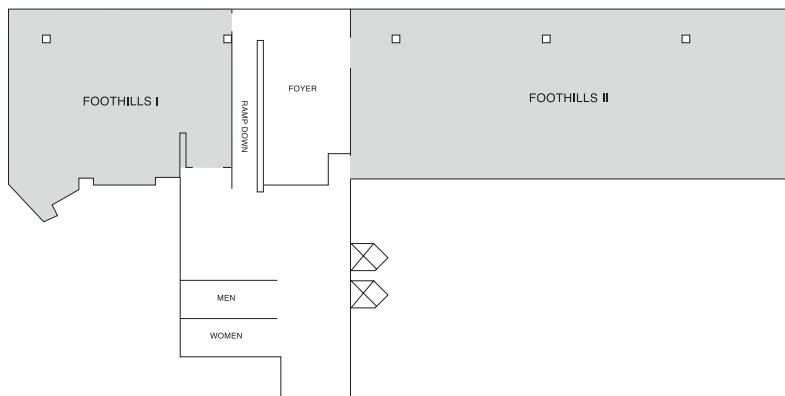 FOYER
FOOTHILLS I
FOOTHILLS II
RAMP DOWN
MEN
WOMEN